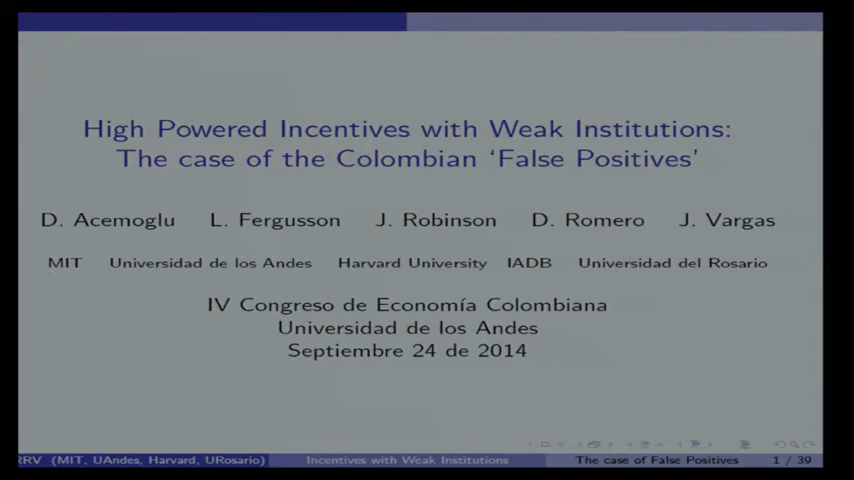 High Powered Incentives with Weak Institutions:
The case of the Colombian ‘False Positives’
D. Acemoglu L. Fergusson J. Robinson D. Romero J. Vargas
MIT Universidad de los Andes Harvard University IADB Universidad del Rosario
IV Congreso de Economía Colombiana
Universidad de los Andes
Septiembre 24 de 2014
RRV (MIT, UAndes, Harvard, URosario) Incentives with Weak Institutions The case of False Positives 1 / 39